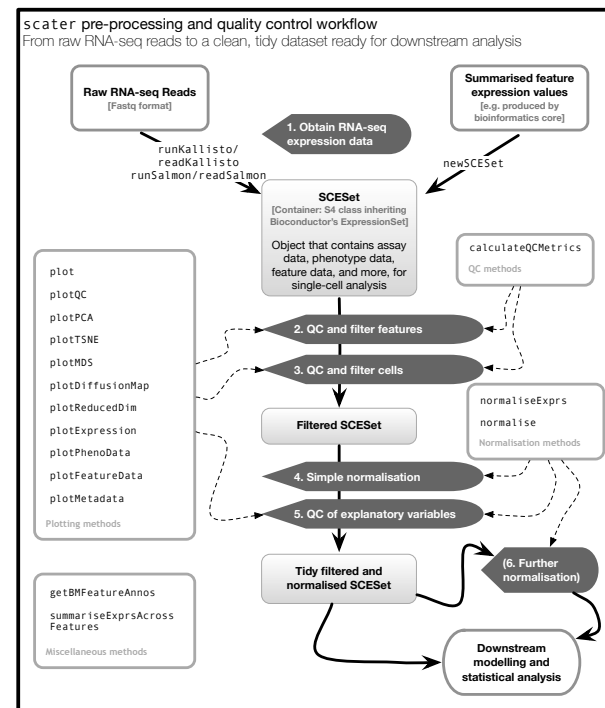 scater pre-processing and quality control workflow
From raw RNA-seq reads to a clean, tidy dataset ready for downstream analysis
Raw RNA-seq Reads
[Fastq format]
Summarised feature
expression values
[e.g. produced by
bioinformatics core]
1. Obtain RNA-seq
expression data
runKallisto/
readKallisto
runSalmon/readSalmon
newSCESet
SCESet
[Container: S4 class inheriting
Bioconductor's ExpressionSet]
Object that contains assay
data, phenotype data,
feature data, and more, for
single-cell analysis
calculateQCMetrics
QC methods
plot
plotQC
plotPCA
plotTSNE
plotMDS
plotDiffusionMap
plotReducedDim
plotExpression
plotPhenoData
plotFeatureData
plotMetadata
Plotting methods
2. QC and filter features
3. QC and filter cells
Filtered SCESet
normaliseExprs
normalise
Normalisation methods
4. Simple normalisation
5. QC of explanatory variables
Tidy filtered and
normalised SCESet
(6. Further
normalisation)
getBMFeatureAnnos
summariseExprsAcross
Features
Miscellaneous methods
Downstream
modelling and
statistical analysis